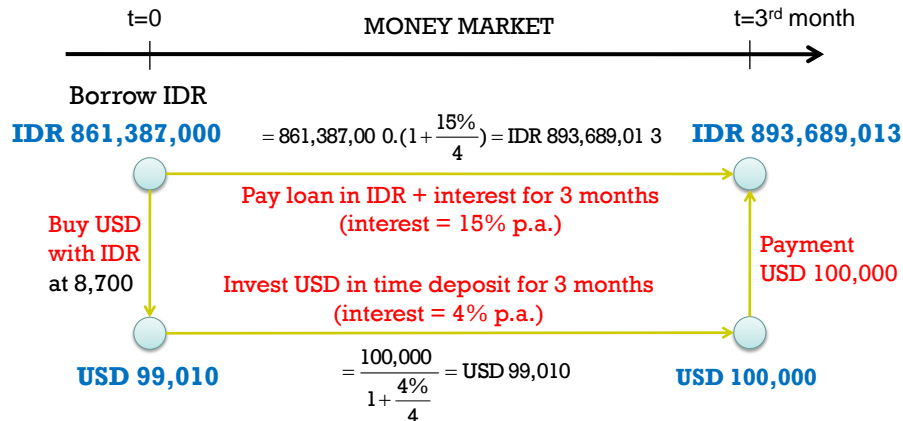 t=0
MONEY MARKET
t=3rd month
Borrow IDR
IDR 861,387,000
= 861,387,00 0.(1+15%/4) = IDR 893,689,01 3
IDR 893,689,013
Pay loan in IDR + interest for 3 months
(interest = 15% p.a.)
Buy USD
with IDR
at 8,700
Payment
USD 100,000
Invest USD in time deposit for 3 months
(interest = 4% p.a.)
USD 99,010
= 100,000/(1+4%/4) = USD 99,010
USD 100,000